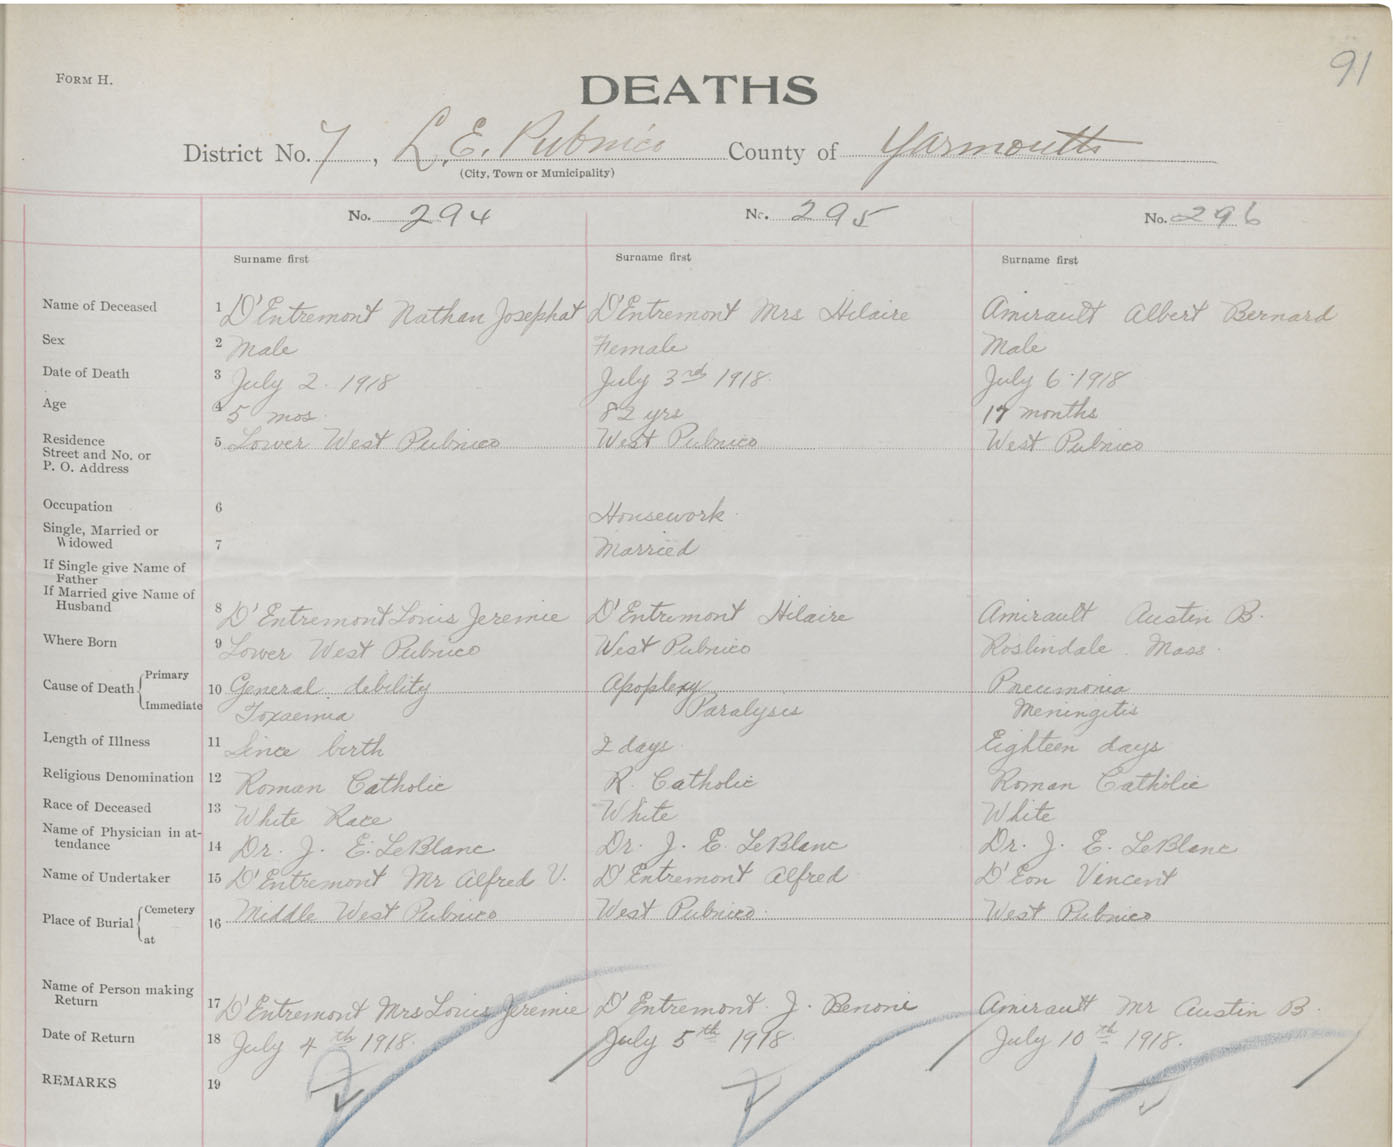 91
FORM H.
DEATHS
District No. 7, L. E. Pubnico County of Yarmouth
(City, Town or Municipality)
No. 294 No. 295 No. 296
Surname first Surname first Surname first
Name of Deceased 1 D'Entremont Nathan Josephat D'Entremont Mrs Hilaire Amirault Albert Bernard
Sex 2 Male Female Male
Date of Death 3 July 2. 1918 July 3rd 1918. July 6. 1918
Age 4 5 mos. 82 yrs 17 months
Residence
Street and No. or
P. O. Address
5 Lower West Pubnico West Pubnico West Pubnico
Occupation 6 Housework
Single, Married or
Widowed 7 Married
If Single give Name of
Father
If Married give Name of
Husband
8 D'Entremont Louis Jeremie D'Entremont Hilaire Amirault Austin B.
Where Born 9 Lower West Pubnico West Pubnico Roslindale. Mass.
Cause of Death { Primary
Immediate
10 General debility Apoplexy Pneumonia
Toxaemia Paralysis Meningitis
Length of Illness 11 Since birth 2 days Eighteen days
Religious Denomination 12 Roman Catholic R. Catholic Roman Catholic
Race of Deceased 13 White Race White White
Name of Physician in at-
tendance 14 Dr. J. E. LeBlanc Dr. J. E. LeBlanc Dr. J. E. LeBlanc
Name of Undertaker 15 D'Entremont Mr Alfred V. D'Entremont Alfred D'Eon Vincent
Place of Burial { Cemetery
at
16 Middle West Pubnico West Pubnico. West Pubnico
Name of Person making
Return
17 D'Entremont Mrs Louis Jeremie D'Entremont J. Benoni Amirault Mr Austin B.
Date of Return 18 July 4th 1918. July 5th 1918. July 10th 1918.
REMARKS 19